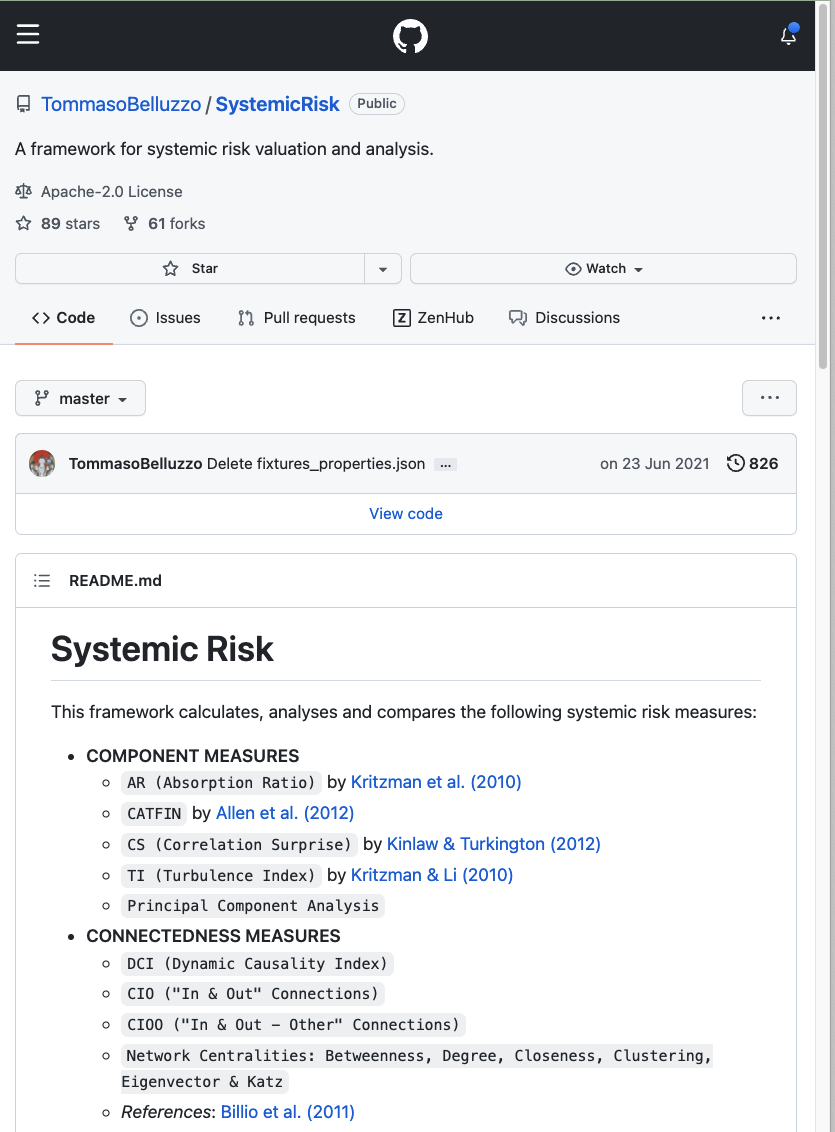 TommasoBelluzzo / SystemicRisk Public
A framework for systemic risk valuation and analysis.
Apache-2.0 License
89 stars 61 forks
Star Watch
Code Issues Pull requests ZenHub Discussions ...
master ...
TommasoBelluzzo Delete fixtures_properties.json ... on 23 Jun 2021 826
View code
README.md
Systemic Risk
This framework calculates, analyses and compares the following systemic risk measures:
• COMPONENT MEASURES
◦ AR (Absorption Ratio) by Kritzman et al. (2010)
◦ CATFIN by Allen et al. (2012)
◦ CS (Correlation Surprise) by Kinlaw & Turkington (2012)
◦ TI (Turbulence Index) by Kritzman & Li (2010)
◦ Principal Component Analysis
• CONNECTEDNESS MEASURES
◦ DCI (Dynamic Causality Index)
◦ CIO ("In & Out" Connections)
◦ CIOO ("In & Out - Other" Connections)
◦ Network Centralities: Betweenness, Degree, Closeness, Clustering,
Eigenvector & Katz
◦ References: Billio et al. (2011)